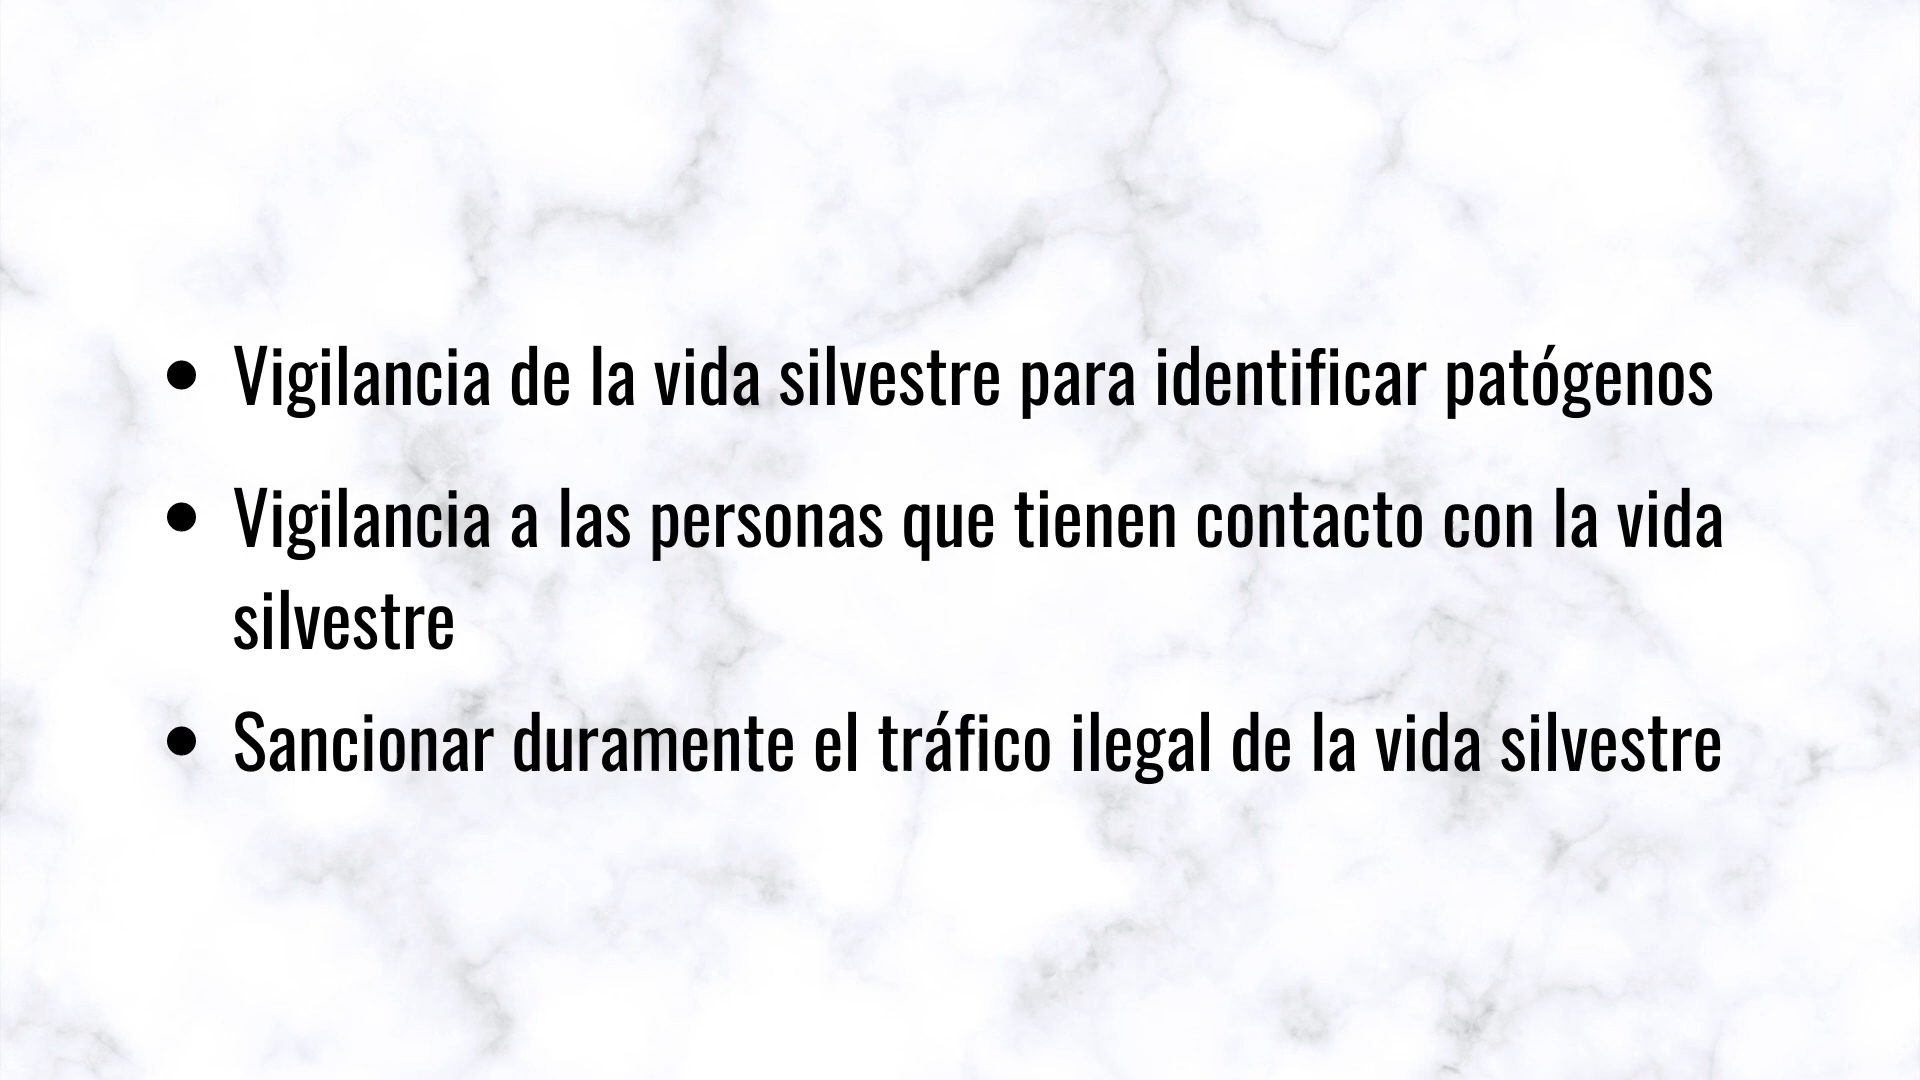 • Vigilancia de la vida silvestre para identificar patógenos
• Vigilancia a las personas que tienen contacto con la vida
silvestre
• Sancionar duramente el tráfico ilegal de la vida silvestre